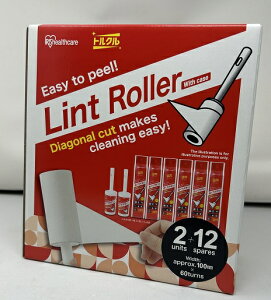 healthcare
トルクル
Easy to peel!
Lint Roller
With case
Diagonal cut makes
cleaning easy!
The illustration is for
illustrative purposes only.
2 + 12
units spares
Width:
approx.100m
×
60turns